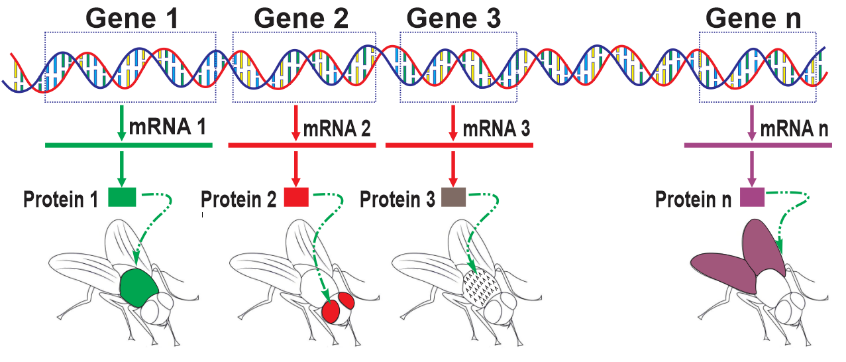 Gene 1 Gene 2 Gene 3 Gene n
mRNA 1 mRNA 2 mRNA 3 mRNA n
Protein 1 Protein 2 Protein 3 Protein n